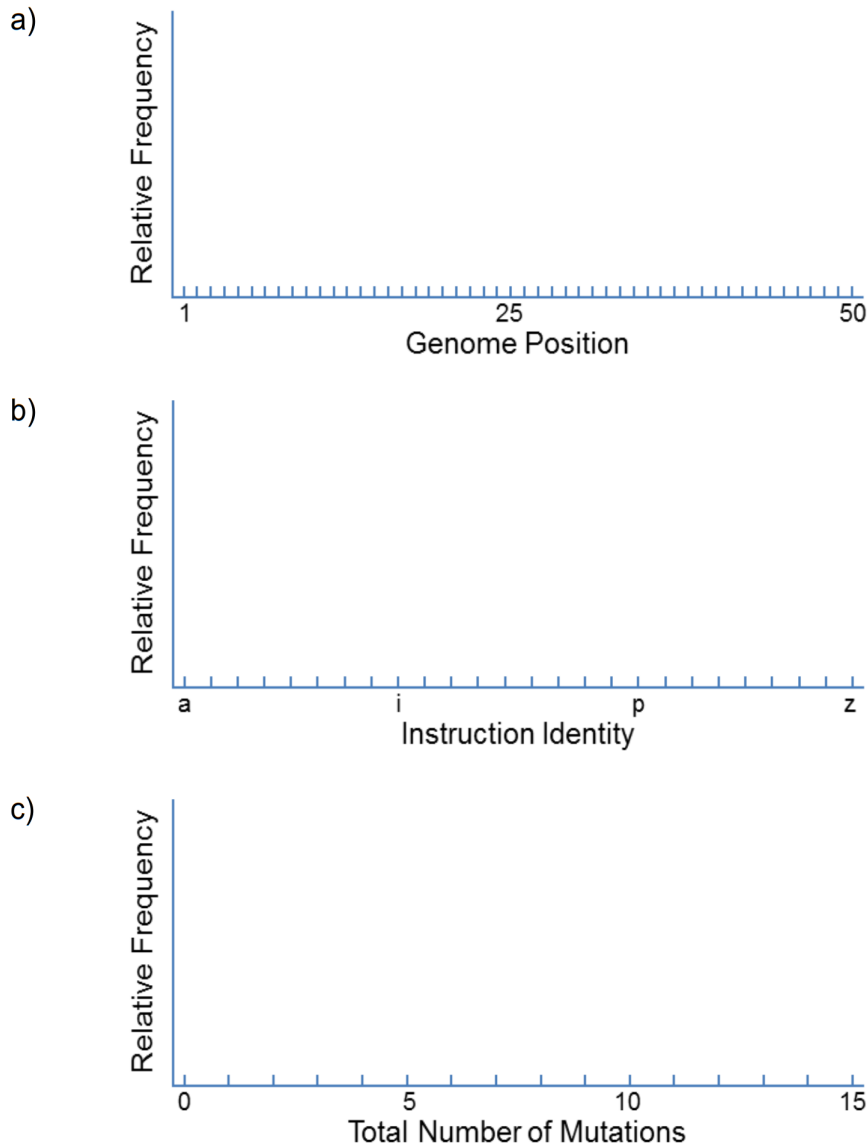 a)
Relative Frequency
1 25 50
Genome Position
b)
Relative Frequency
a i p z
Instruction Identity
c)
Relative Frequency
0 5 10 15
Total Number of Mutations